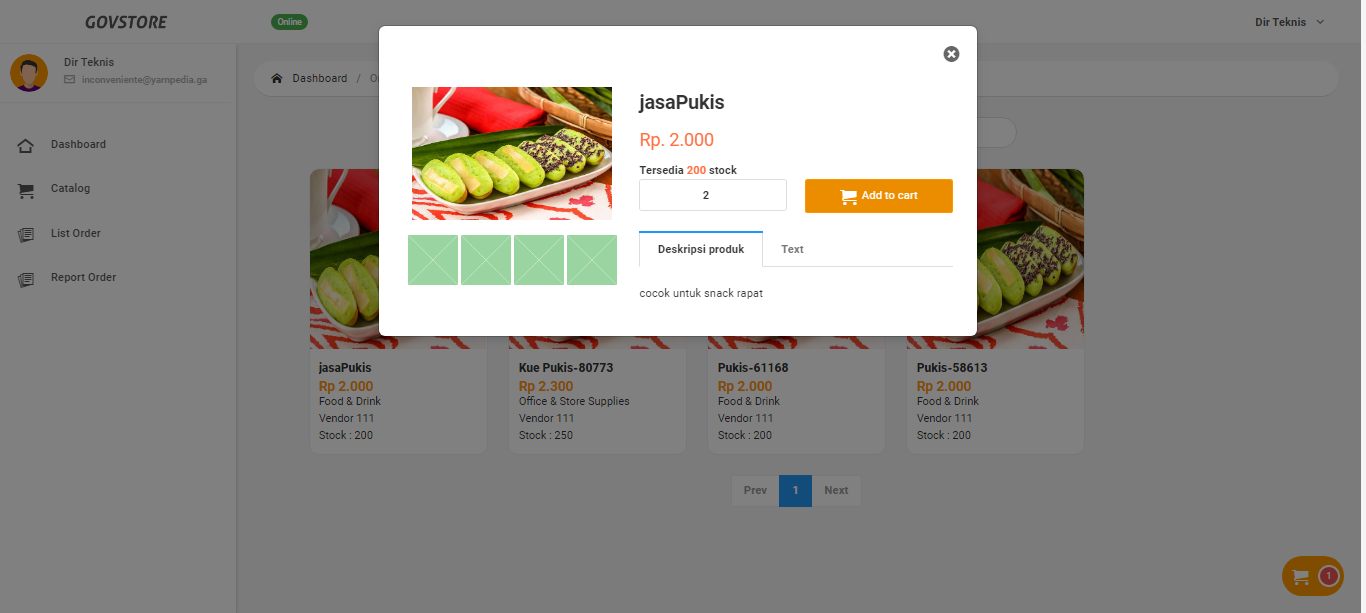 GOVSTORE
Online
Dir Teknis
Dir Teknis
inconveniente@yarnpedia.ga
Dashboard
Catalog
List Order
Report Order
Dashboard / O
jasaPukis
Rp. 2.000
Tersedia 200 stock
2
Add to cart
Deskripsi produk
Text
cocok untuk snack rapat
jasaPukis
Rp 2.000
Food & Drink
Vendor 111
Stock : 200
Kue Pukis-80773
Rp 2.300
Office & Store Supplies
Vendor 111
Stock : 250
Pukis-61168
Rp 2.000
Food & Drink
Vendor 111
Stock : 200
Pukis-58613
Rp 2.000
Food & Drink
Vendor 111
Stock : 200
Prev
1
Next
1